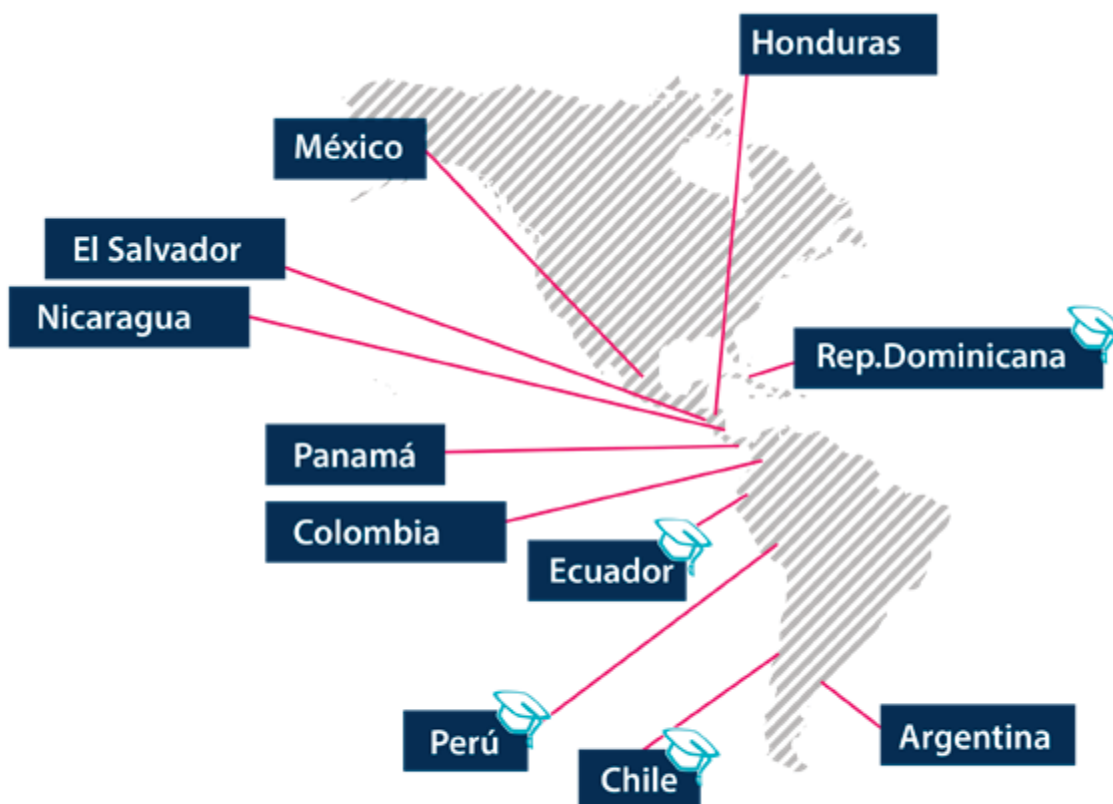 Honduras
México
El Salvador
Nicaragua
Rep.Dominicana
Panamá
Colombia
Ecuador
Perú
Argentina
Chile